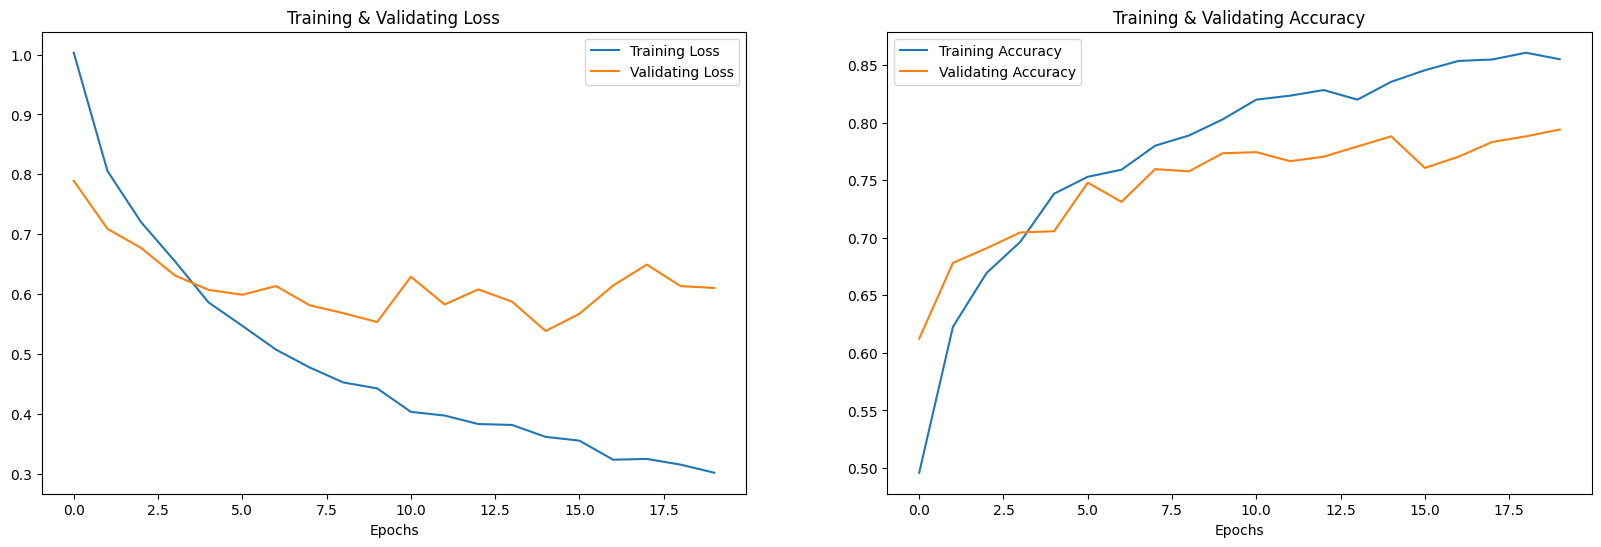 Training & Validating Loss
Training Loss
Validating Loss
1.0
0.9
0.8
0.7
0.6
0.5
0.4
0.3
0.0 2.5 5.0 7.5 10.0 12.5 15.0 17.5
Epochs
Training & Validating Accuracy
Training Accuracy
Validating Accuracy
0.85
0.80
0.75
0.70
0.65
0.60
0.55
0.50
0.0 2.5 5.0 7.5 10.0 12.5 15.0 17.5
Epochs